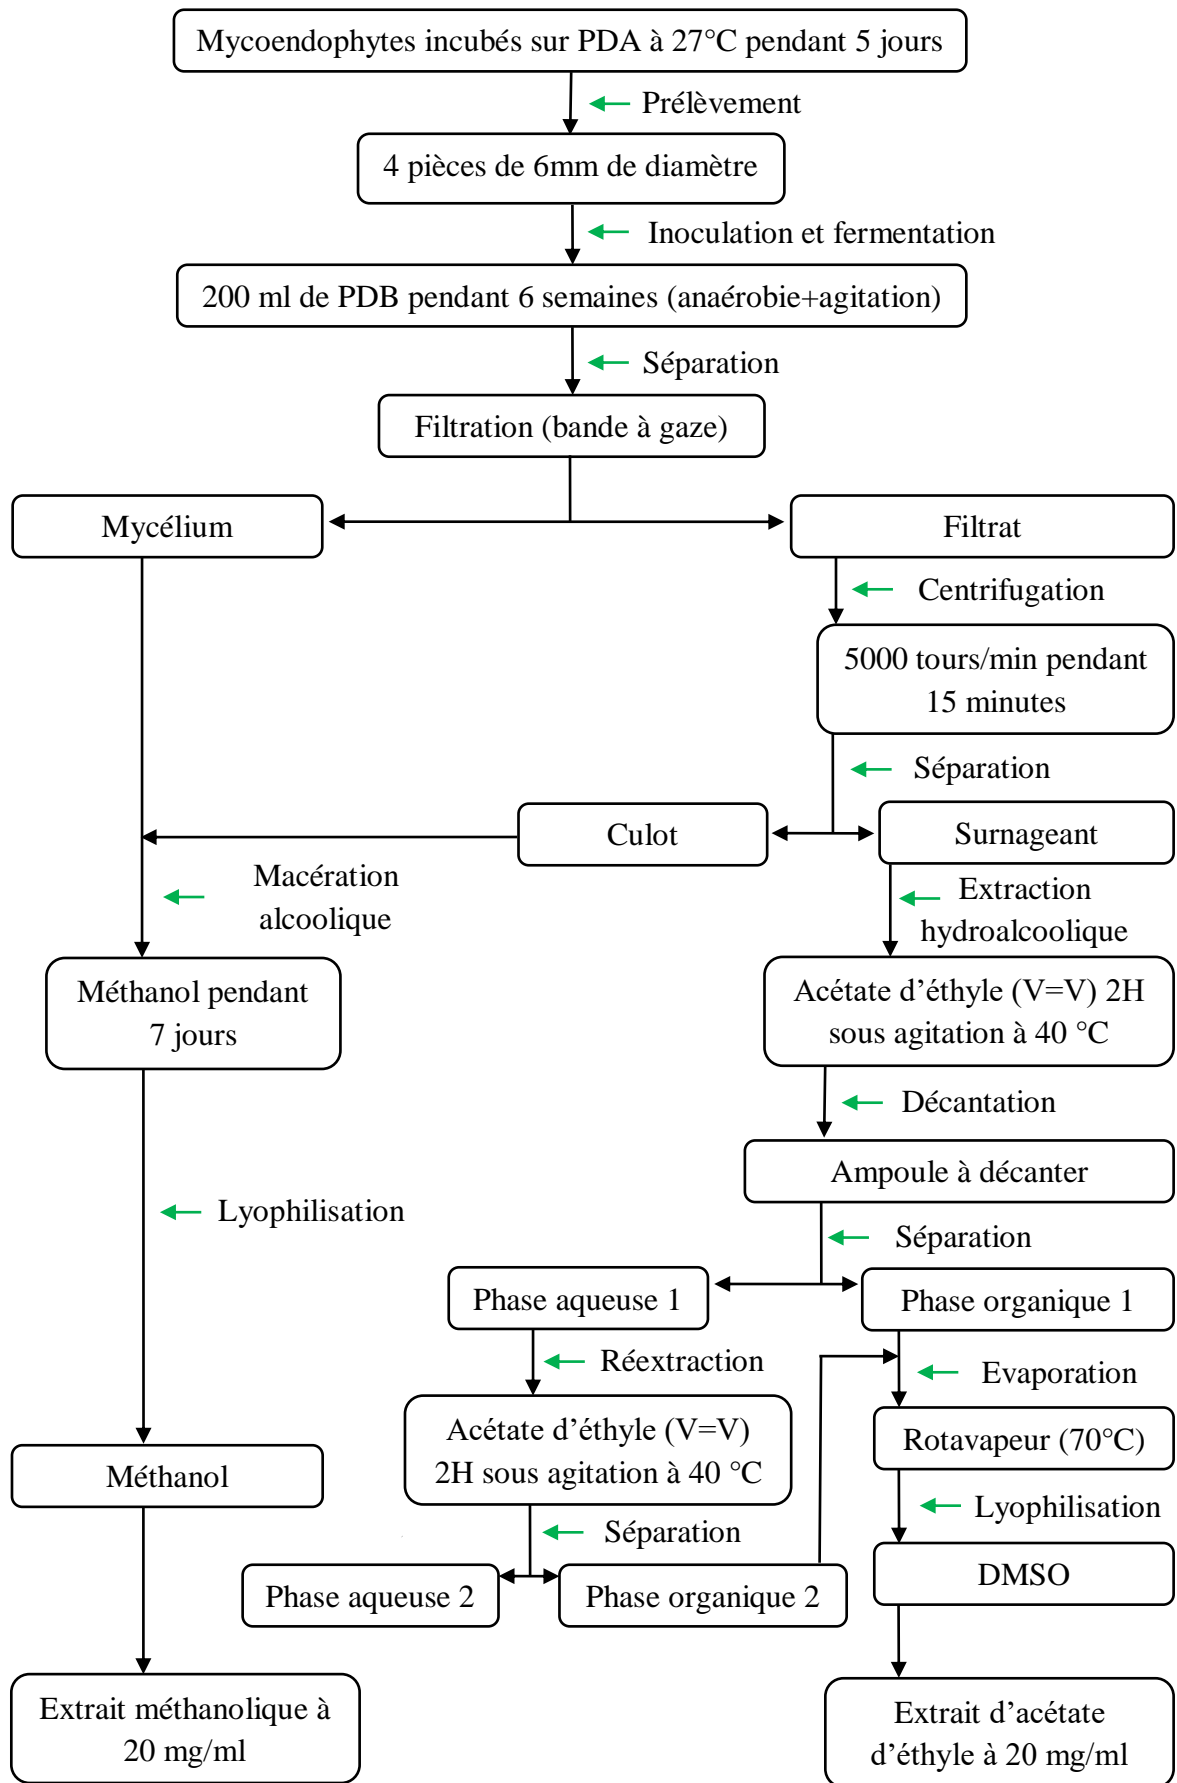 Mycoendophytes incubés sur PDA à 27°C pendant 5 jours
Prélèvement
4 pièces de 6mm de diamètre
Inoculation et fermentation
200 ml de PDB pendant 6 semaines (anaérobie+agitation)
Séparation
Filtration (bande à gaze)
Mycélium
Filtrat
Centrifugation
5000 tours/min pendant
15 minutes
Séparation
Culot
Surnageant
Macération
alcoolique
Extraction
hydroalcoolique
Méthanol pendant
7 jours
Acétate d’éthyle (V=V) 2H
sous agitation à 40 °C
Décantation
Ampoule à décanter
Lyophilisation
Séparation
Phase aqueuse 1
Phase organique 1
Réextraction
Evaporation
Acétate d’éthyle (V=V)
2H sous agitation à 40 °C
Rotavapeur (70°C)
Méthanol
Lyophilisation
Séparation
DMSO
Phase aqueuse 2
Phase organique 2
Extrait méthanolique à
20 mg/ml
Extrait d’acétate
d’éthyle à 20 mg/ml